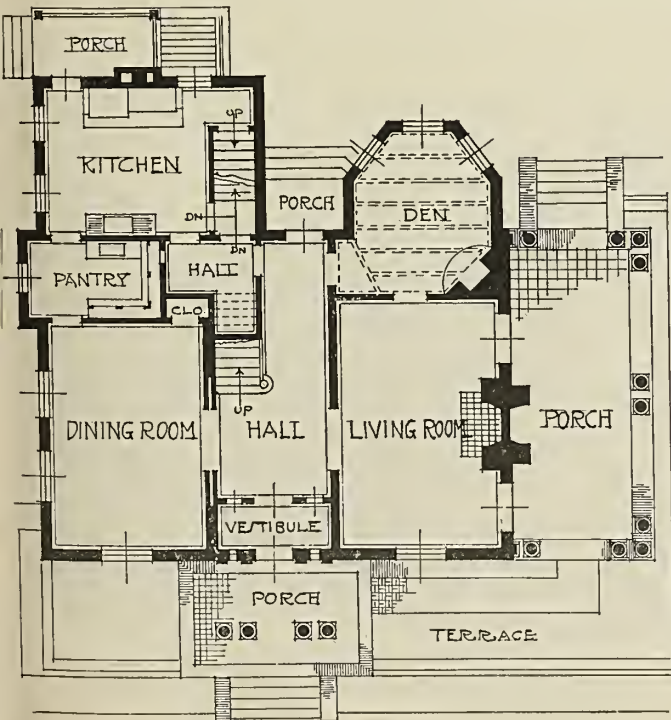 PORCH
UP
KITCHEN
PORCH
DEN
DN
DN
PANTRY
HALL
CLO.
UP
DINING ROOM
HALL
LIVING ROOM
PORCH
VESTIBULE
PORCH
TERRACE